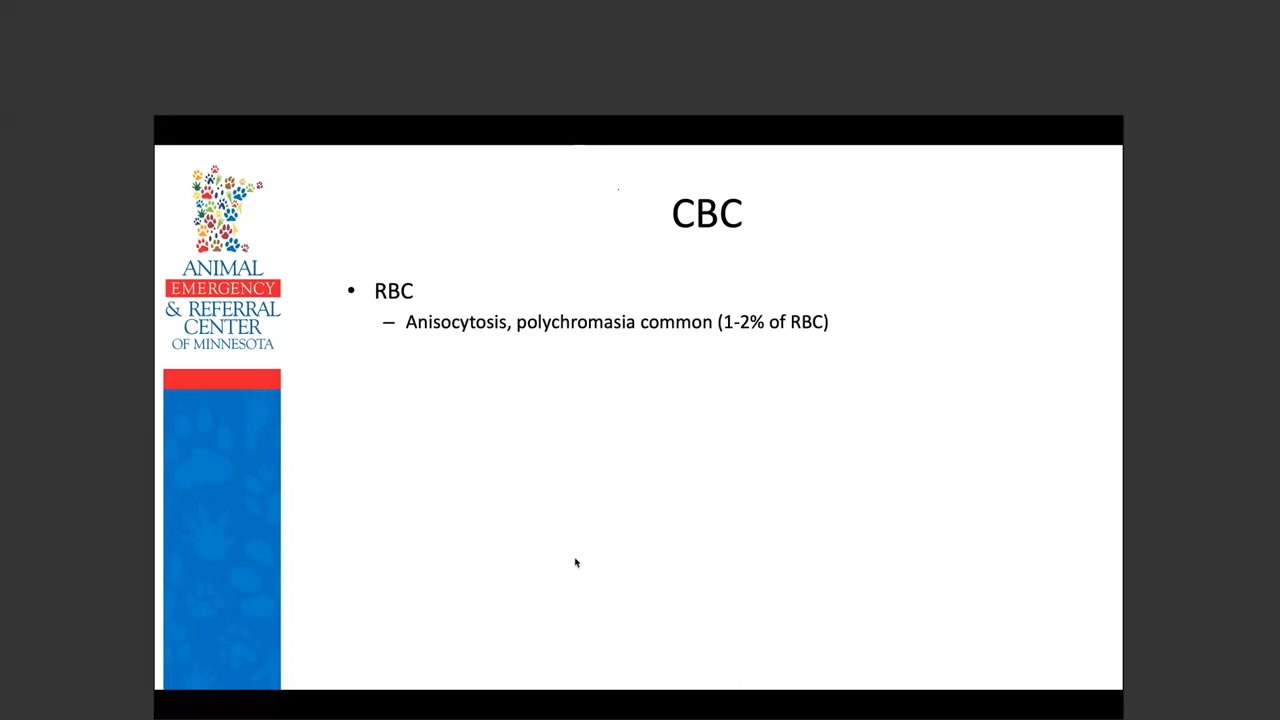 CBC
ANIMAL
EMERGENCY
& REFERRAL
CENTER
OF MINNESOTA
• RBC
– Anisocytosis, polychromasia common (1-2% of RBC)